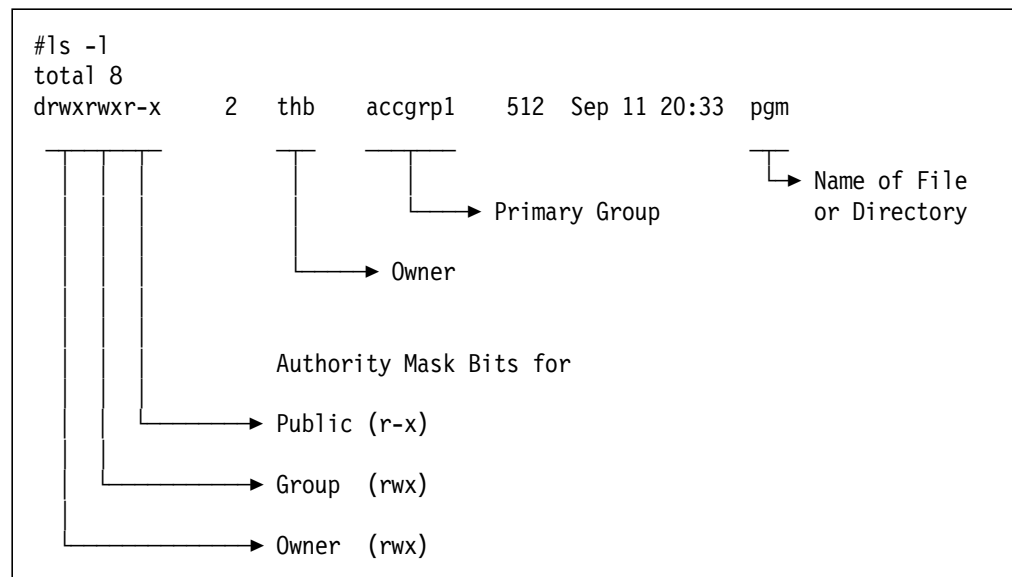 #ls -l
total 8
drwxrwxr-x 2 thb accgrp1 512 Sep 11 20:33 pgm
Name of File
Primary Group or Directory
Owner
Authority Mask Bits for
Public (r-x)
Group (rwx)
Owner (rwx)